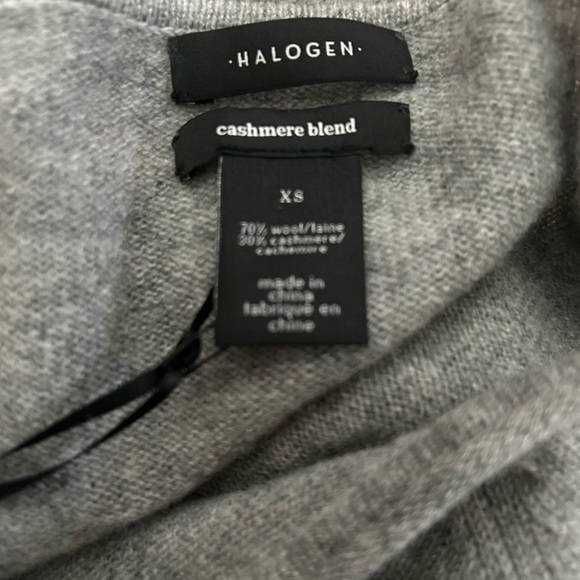 ·HALOGEN·
cashmere blend
XS
70% wool/laine
30% cashmere/
cachemire
made in
china
fabriqué en
chine